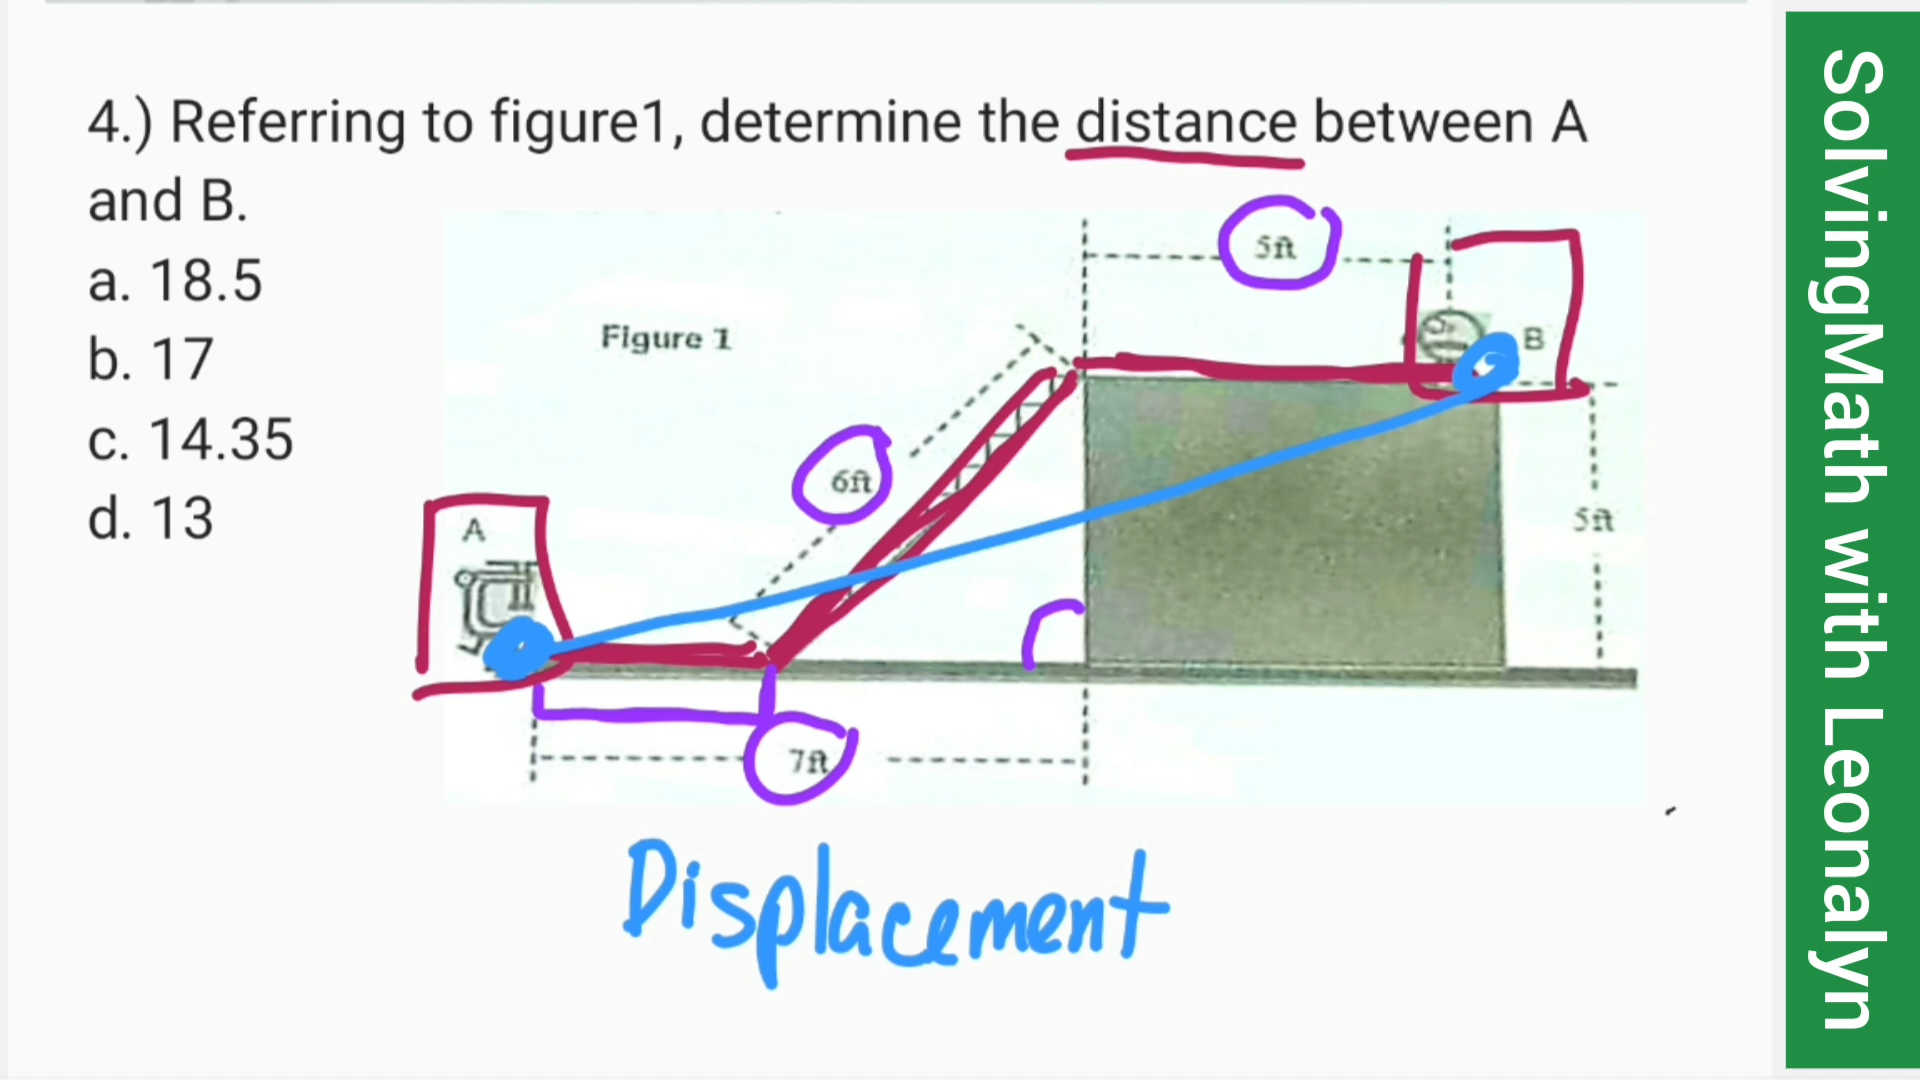 4.) Referring to figure1, determine the distance between A
and B.
a. 18.5
b. 17
c. 14.35
d. 13
5ft
Figure 1
B
6ft
5ft
A
7ft
Displacement
SolvingMath with Leonalyn